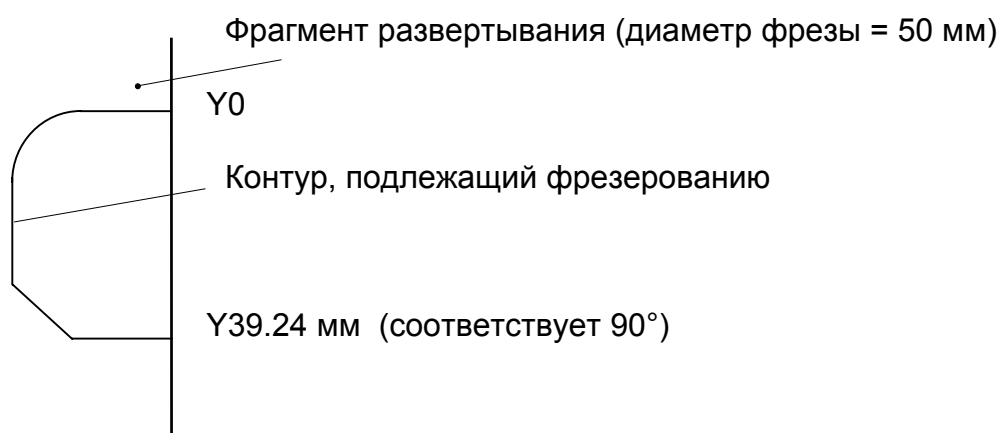 Фрагмент развертывания (диаметр фрезы = 50 мм)
Y0
Контур, подлежащий фрезерованию
Y39.24 мм (соответствует 90°)